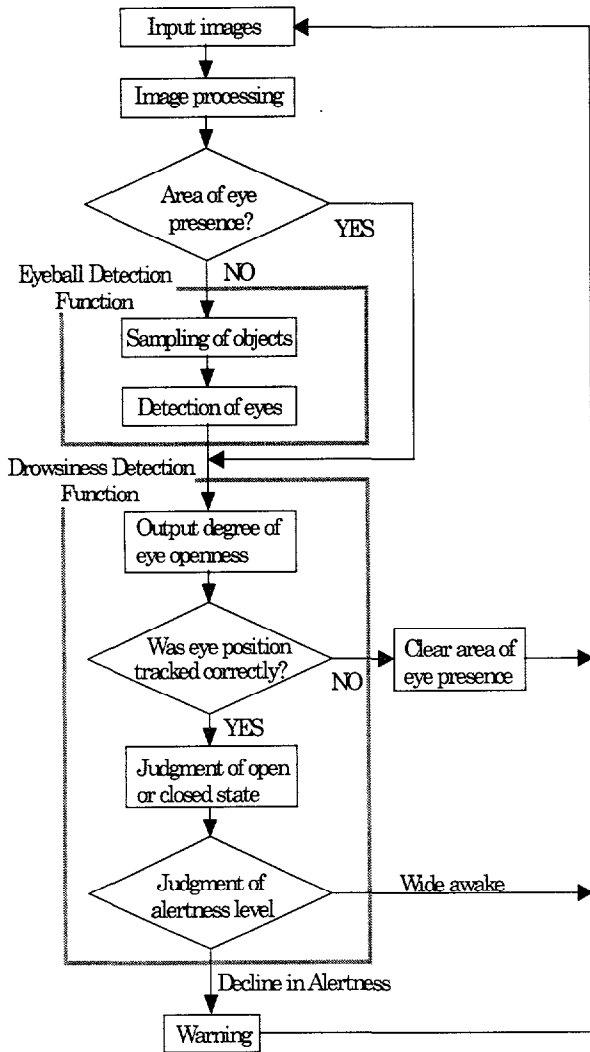 Input images
Image processing
Area of eye
presence?
YES
NO
Eyeball Detection
Function
Sampling of objects
Detection of eyes
Drowsiness Detection
Function
Output degree of
eye openness
Was eye position
tracked correctly?
NO
Clear area of
eye presence
YES
Judgment of open
or closed state
Judgment of
alertness level
Wide awake
Decline in Alertness
Warning